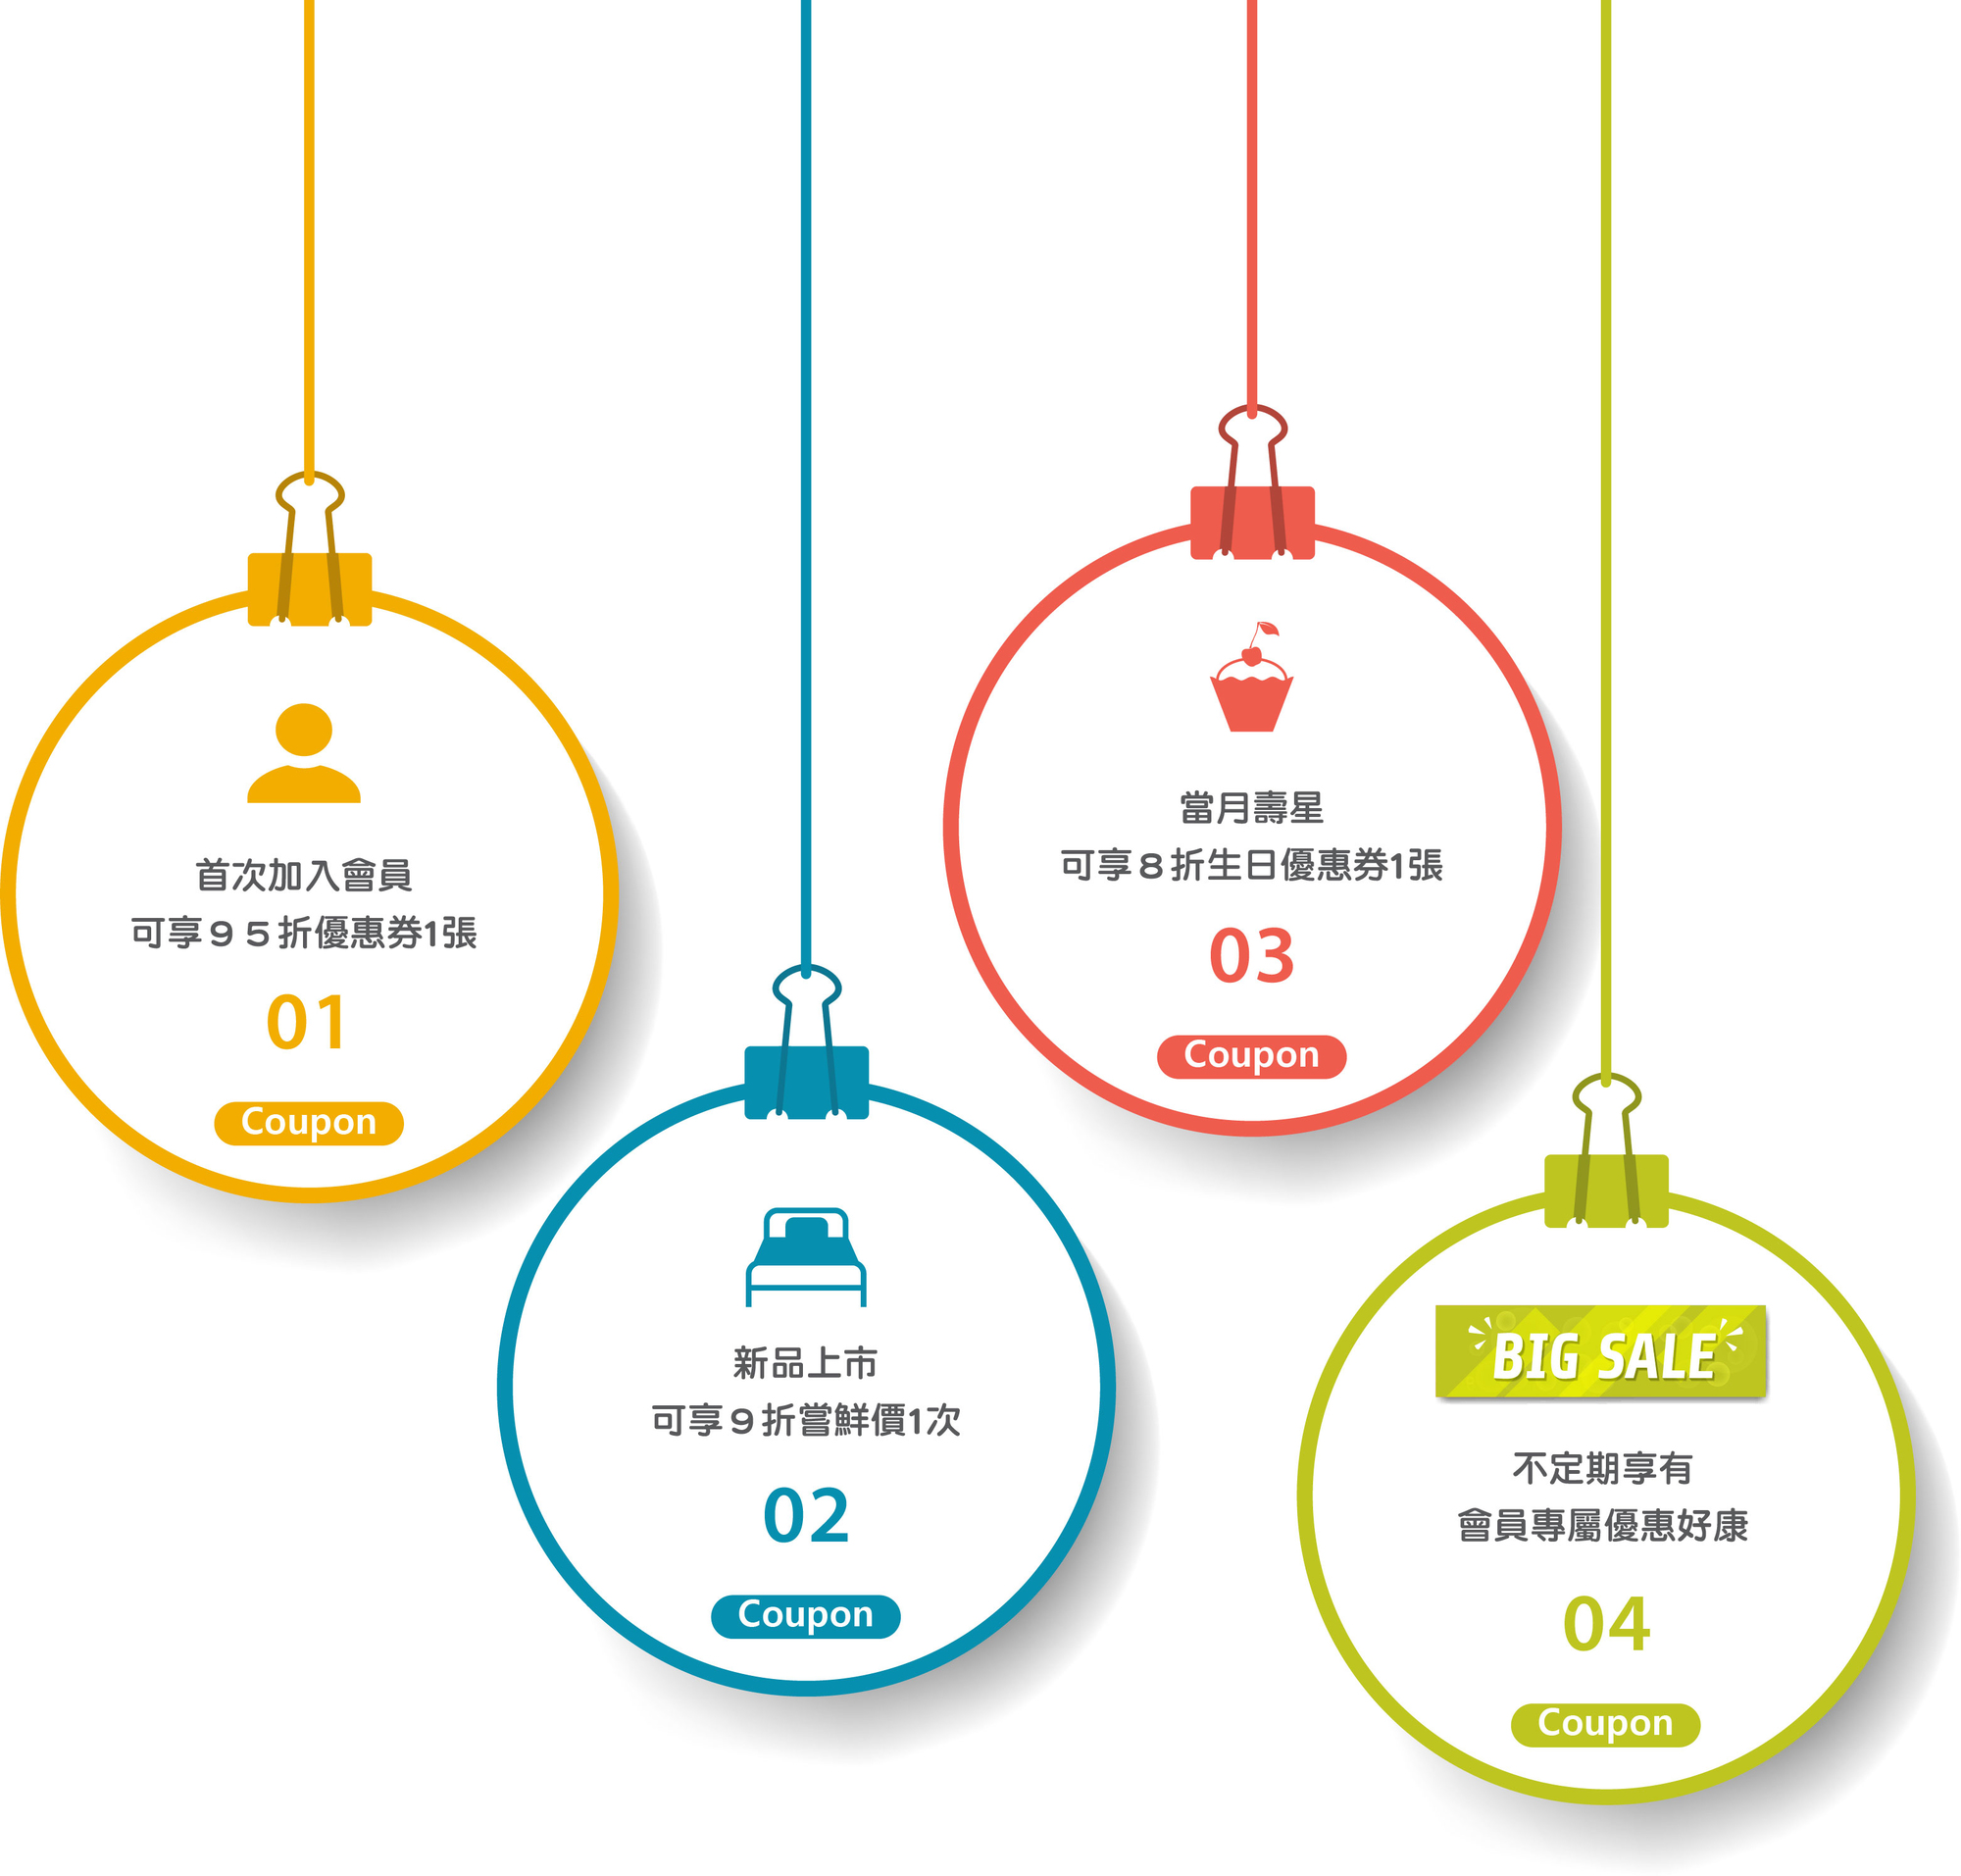 首次加入會員
可享９５折優惠券1張
01
Coupon
新品上市
可享９折嘗鮮價1次
02
Coupon
當月壽星
可享８折生日優惠券1張
03
Coupon
BIG SALE
不定期享有
會員專屬優惠好康
04
Coupon